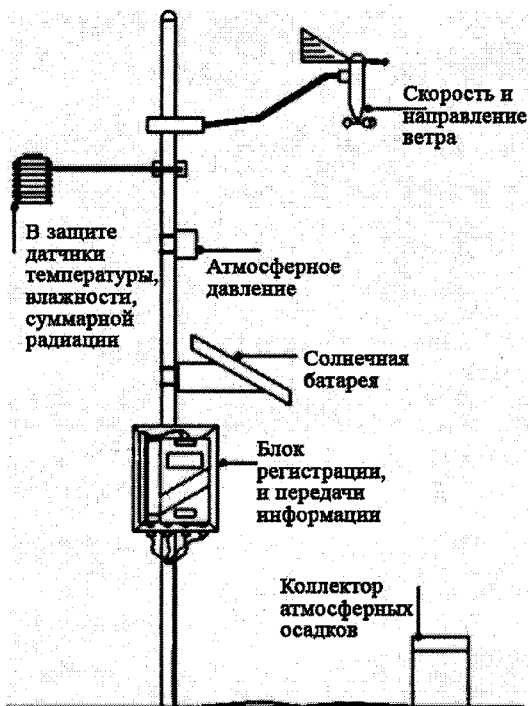 Скорость и
направление
ветра
В защите
датчики
температуры,
влажности,
суммарной
радиации
Атмосферное
давление
Солнечная
батарея
Блок
регистрации,
и передачи
информации
Коллектор
атмосферных
осадков